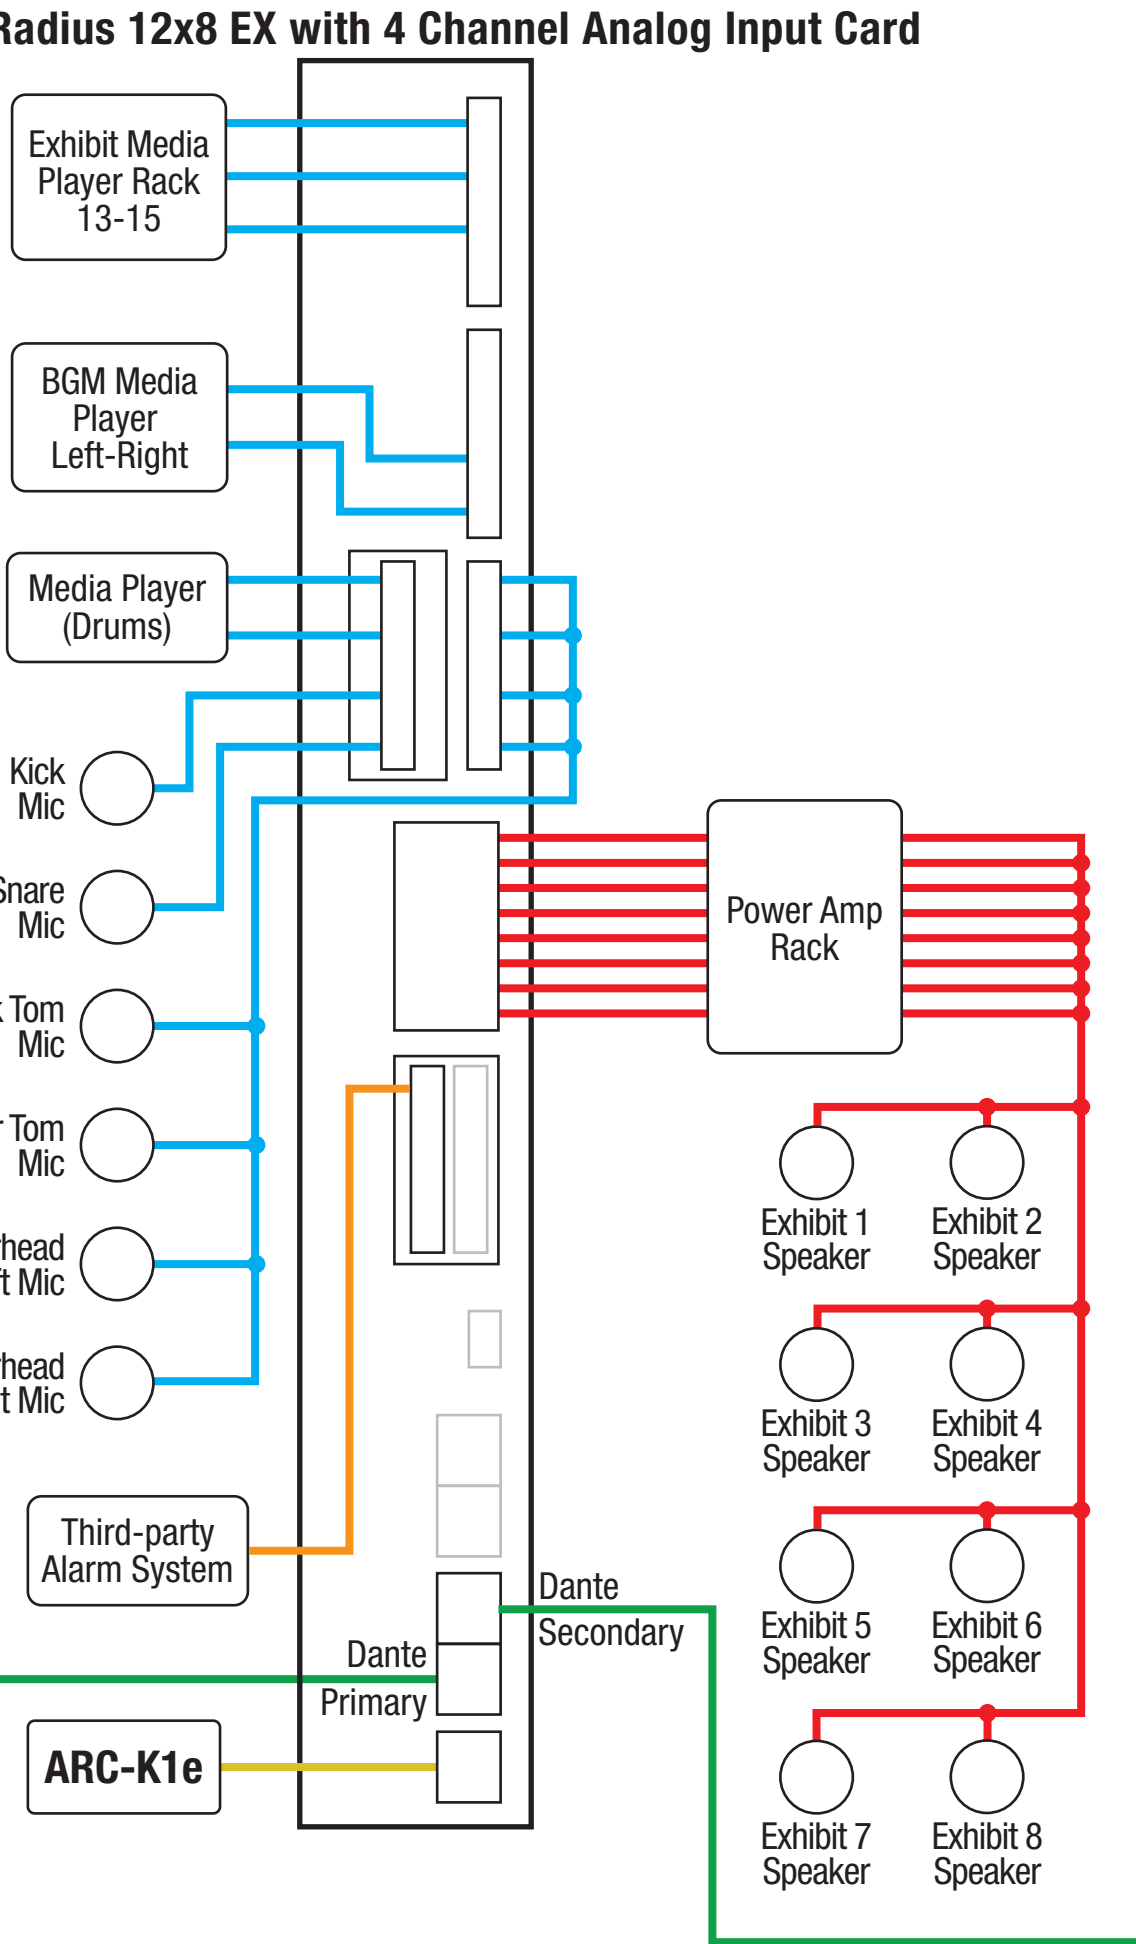 Radius 12x8 EX with 4 Channel Analog Input Card
Exhibit Media
Player Rack
13-15
BGM Media
Player
Left-Right
Media Player
(Drums)
Kick
Mic
Snare
Mic
Tom
Mic
Tom
Mic
Mic
Mic
Power Amp
Rack
Exhibit 1
Speaker
Exhibit 2
Speaker
Exhibit 3
Speaker
Exhibit 4
Speaker
Exhibit 5
Speaker
Exhibit 6
Speaker
Exhibit 7
Speaker
Exhibit 8
Speaker
Third-party
Alarm System
Dante
Secondary
Dante
Primary
ARC-K1e